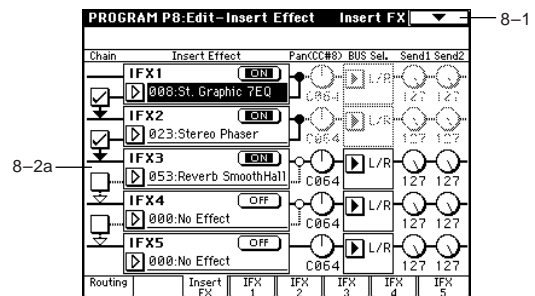 PROGRAM P8:Edit-Insert Effect Insert FX
8–1
Chain Insert Effect Pan(CC#8) BUS Sel. Send1 Send2
IFX1 ON
008:St. Graphic 7EQ C064 L/R 127 127
IFX2 ON
023:Stereo Phaser C064 L/R 127 127
8–2a
IFX3 ON
053:Reverb SmoothHall C064 L/R 127 127
IFX4 OFF
000:No Effect C064 L/R 127 127
IFX5 OFF
000:No Effect C064 L/R 127 127
Routing Insert FX IFX 1 IFX 2 IFX 3 IFX 4 IFX 5